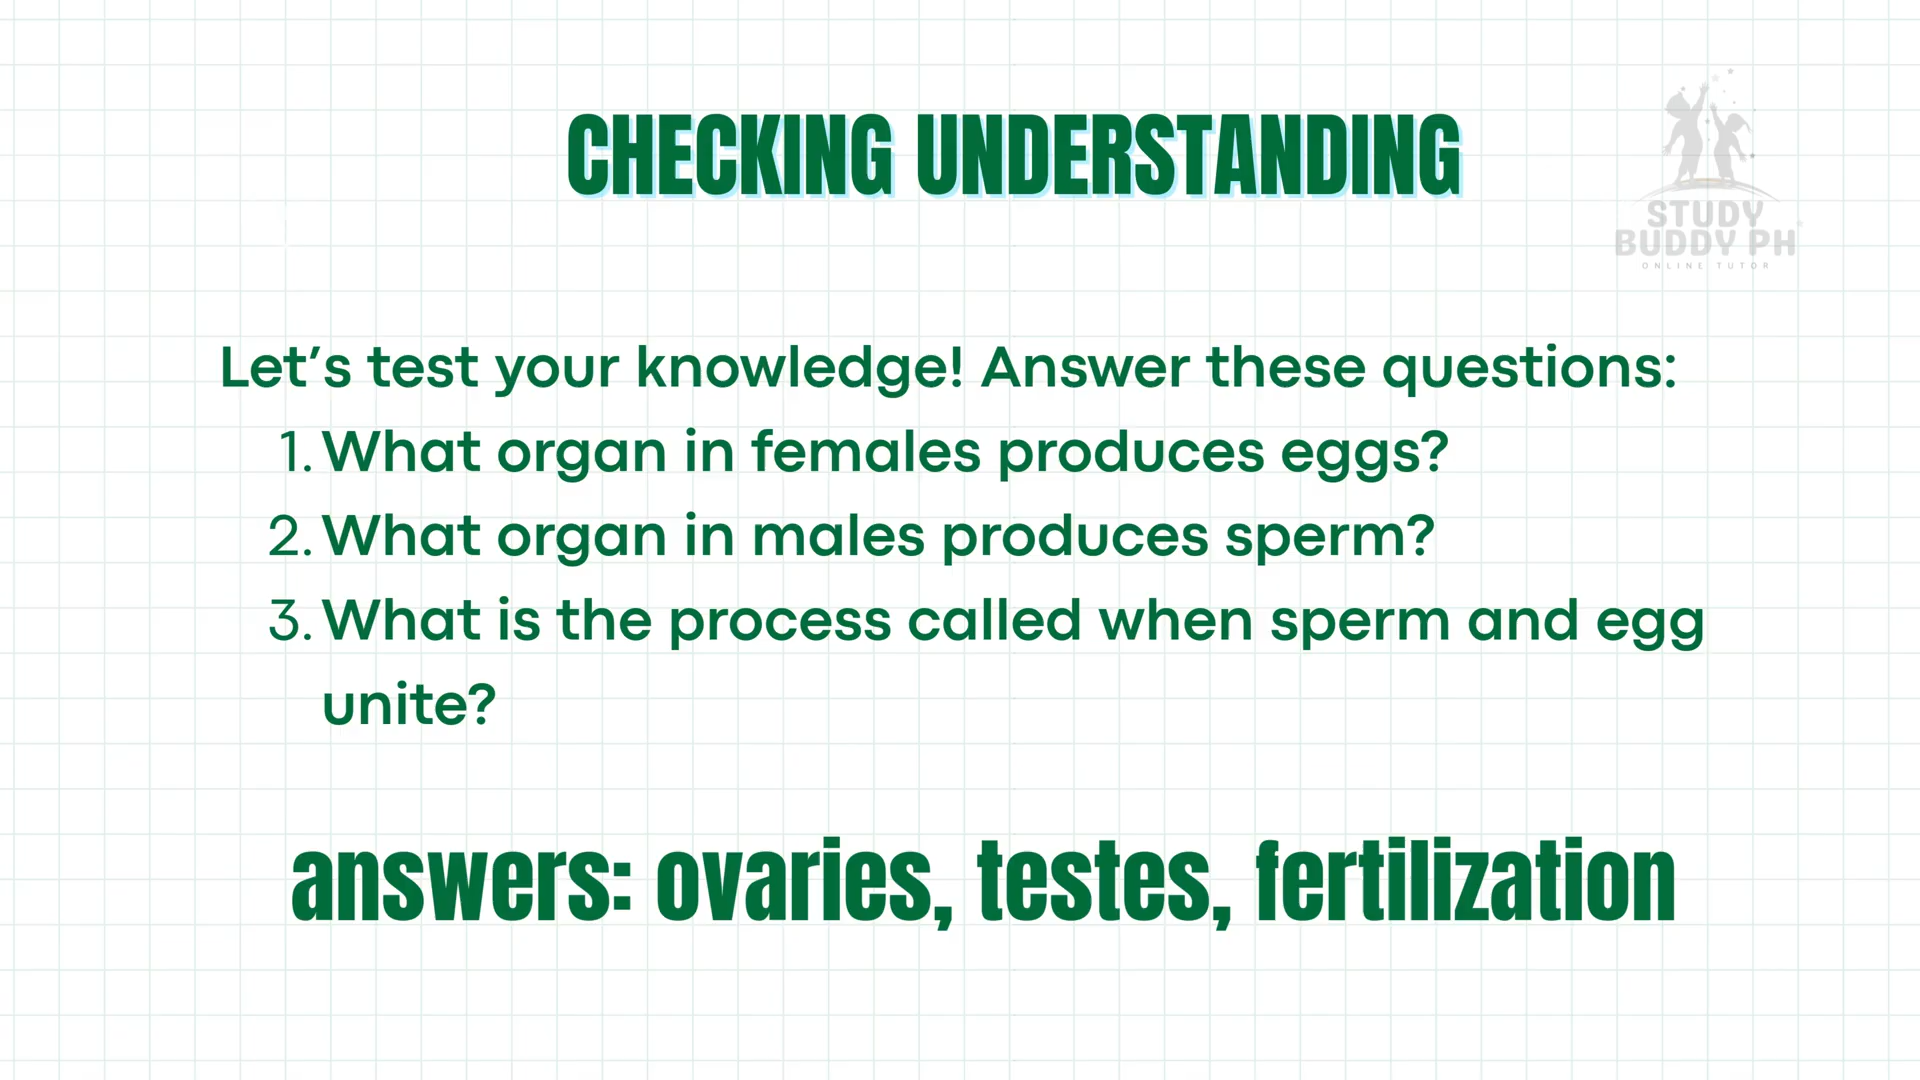 CHECKING UNDERSTANDING
STUDY
BUDDY PH
ONLINE TUTOR
Let’s test your knowledge! Answer these questions:
1. What organ in females produces eggs?
2. What organ in males produces sperm?
3. What is the process called when sperm and egg
unite?
answers: ovaries, testes, fertilization